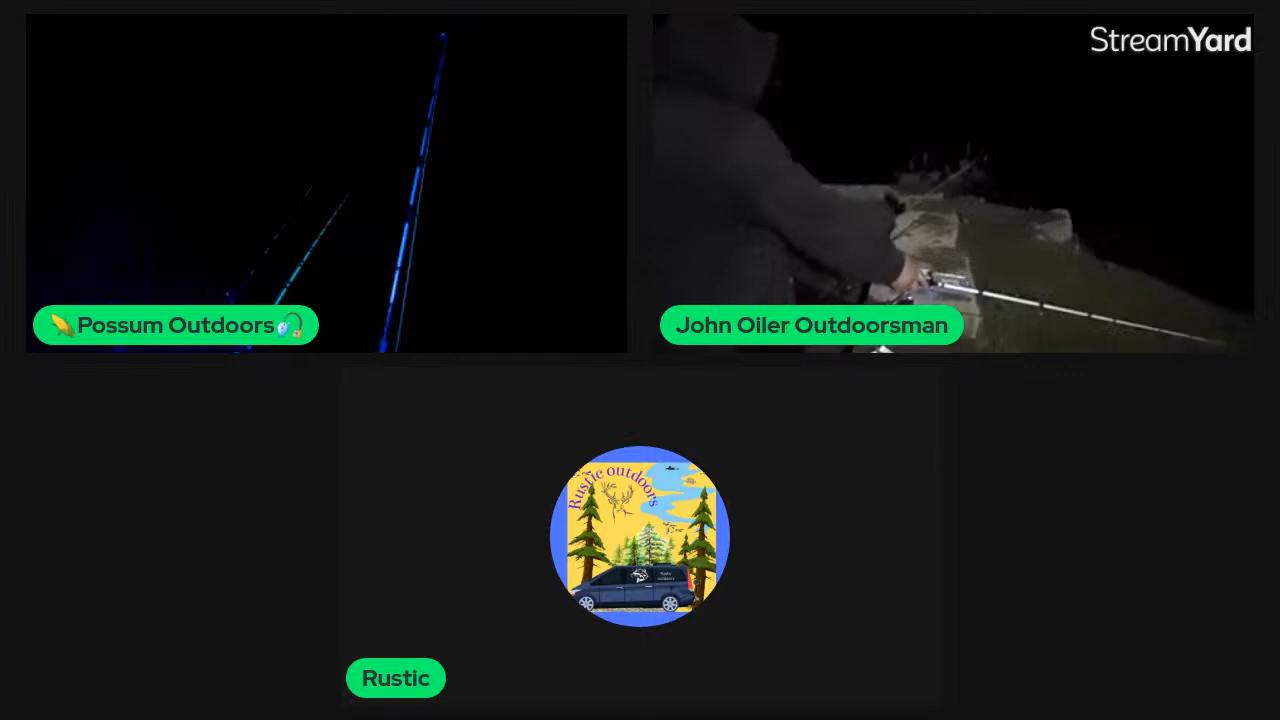 StreamYard
🌽Possum Outdoors🎣
John Oiler Outdoorsman
Rustic outdoors
Rustic